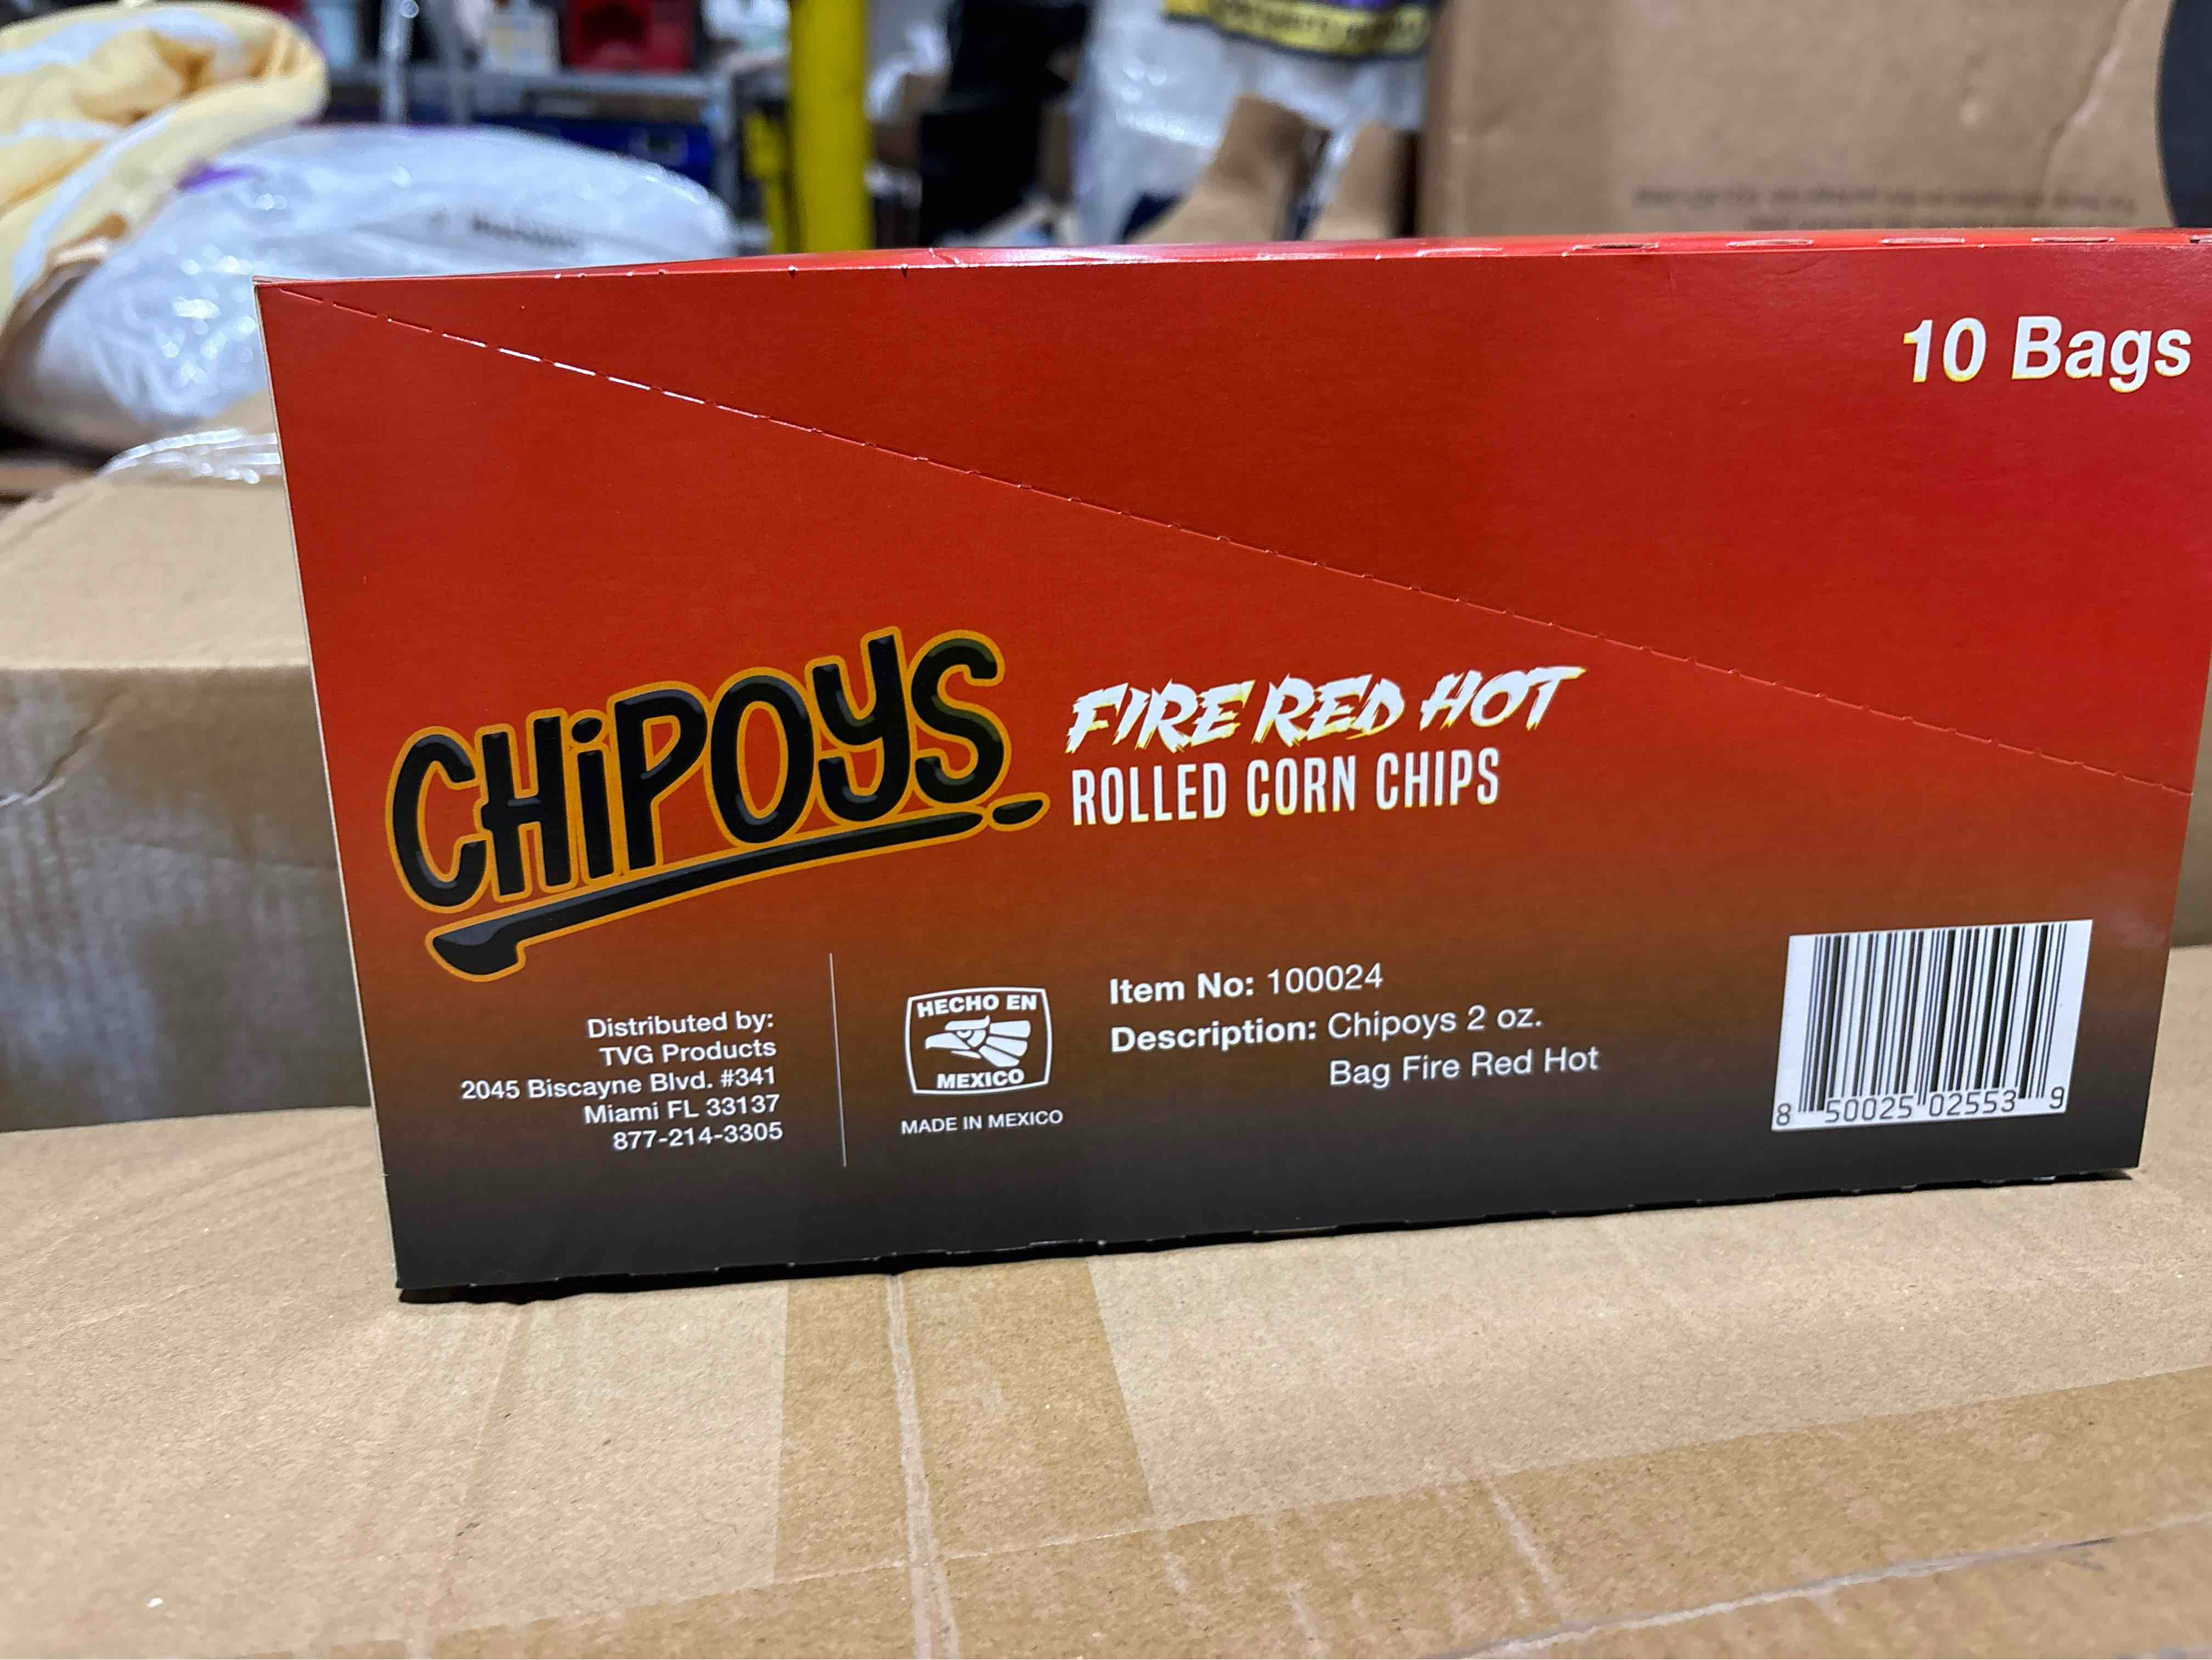 10 Bags
CHiPOYS
FIRE RED HOT
ROLLED CORN CHIPS
Distributed by:
TVG Products
2045 Biscayne Blvd. #341
Miami FL 33137
877-214-3305
HECHO EN
MEXICO
MADE IN MEXICO
Item No: 100024
Description: Chipoys 2 oz.
Bag Fire Red Hot
8 50025 02553 9